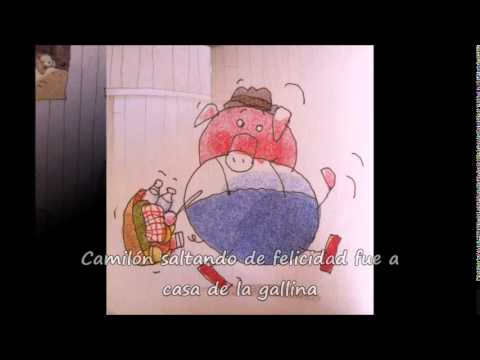 Camilón saltando de felicidad fue a
casa de la gallina